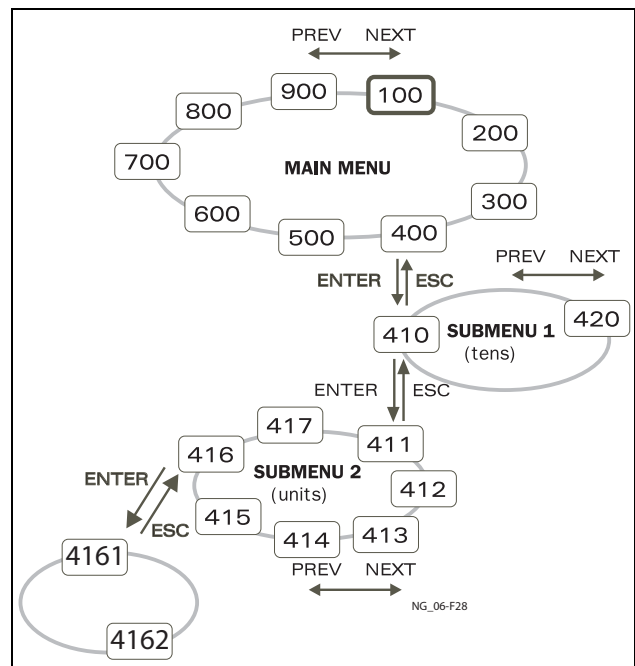 PREV NEXT
900
100
800
200
700
MAIN MENU
300
600
500
400
PREV NEXT
ENTER
ESC
410
SUBMENU 1
(tens)
420
ENTER
ESC
417
411
416
SUBMENU 2
(units)
412
ENTER
ESC
415
414
413
PREV NEXT
4161
4162
NG_06-F28